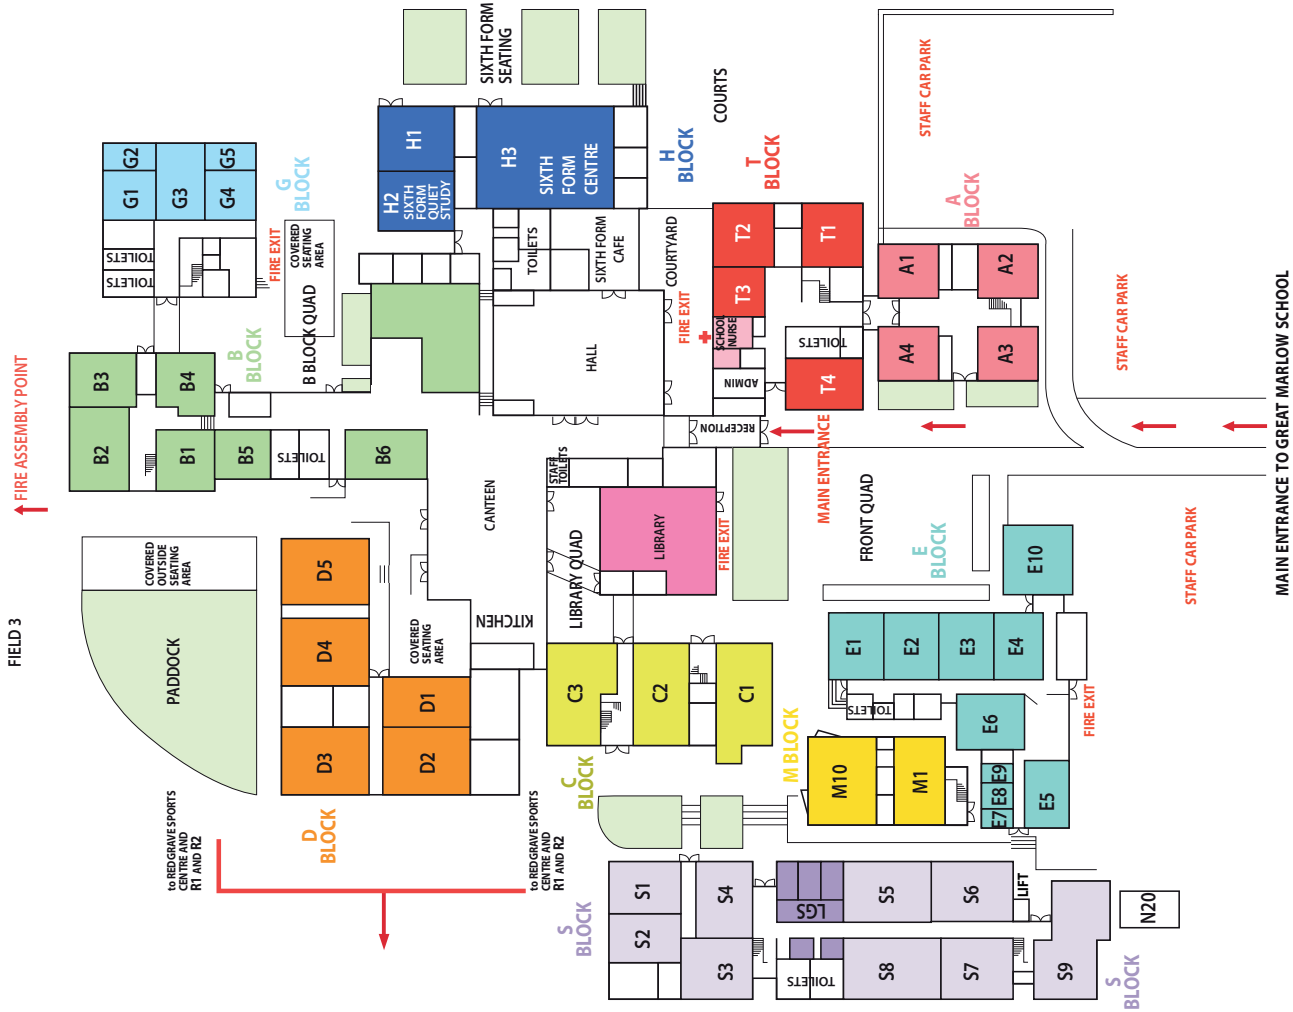 FIELD 3
FIRE ASSEMBLY POINT
PADDOCK
COVERED
OUTSIDE
SEATING
AREA
B2
B3
B1
B4
B5
TOILETS
B6
B
BLOCK
B BLOCK QUAD
COVERED
SEATING
AREA
FIRE EXIT
TOILETS
TOILETS
G1
G2
G3
G4
G5
G
BLOCK
D3
D4
D5
D2
D1
D
BLOCK
COVERED
SEATING
AREA
to REDGRAVE SPORTS
CENTRE AND
R1 AND R2
to REDGRAVE SPORTS
CENTRE AND
R1 AND R2
KITCHEN
CANTEEN
HALL
H2
SIXTH
FORM
QUIET
STUDY
H1
H3
SIXTH
FORM
CENTRE
H
BLOCK
SIXTH FORM
SEATING
TOILETS
SIXTH FORM
CAFE
COURTYARD
COURTS
C3
C2
C1
C
BLOCK
LIBRARY QUAD
STAFF
TOILETS
LIBRARY
FIRE EXIT
RECEPTION
MAIN ENTRANCE
ADMIN
SCHOOL
NURSE
FIRE EXIT
T3
T2
T1
T4
TOILETS
T
BLOCK
A4
A1
A3
A2
A
BLOCK
STAFF CAR PARK
STAFF CAR PARK
STAFF CAR PARK
FRONT QUAD
S
BLOCK
S2
S1
S3
S4
LGS
TOILETS
S8
S5
S7
S6
LIFT
S9
N20
S
BLOCK
M BLOCK
M10
M1
E
BLOCK
E1
E2
E3
E4
E10
TOILETS
E6
E7
E8
E9
E5
FIRE EXIT
MAIN ENTRANCE TO GREAT MARLOW SCHOOL